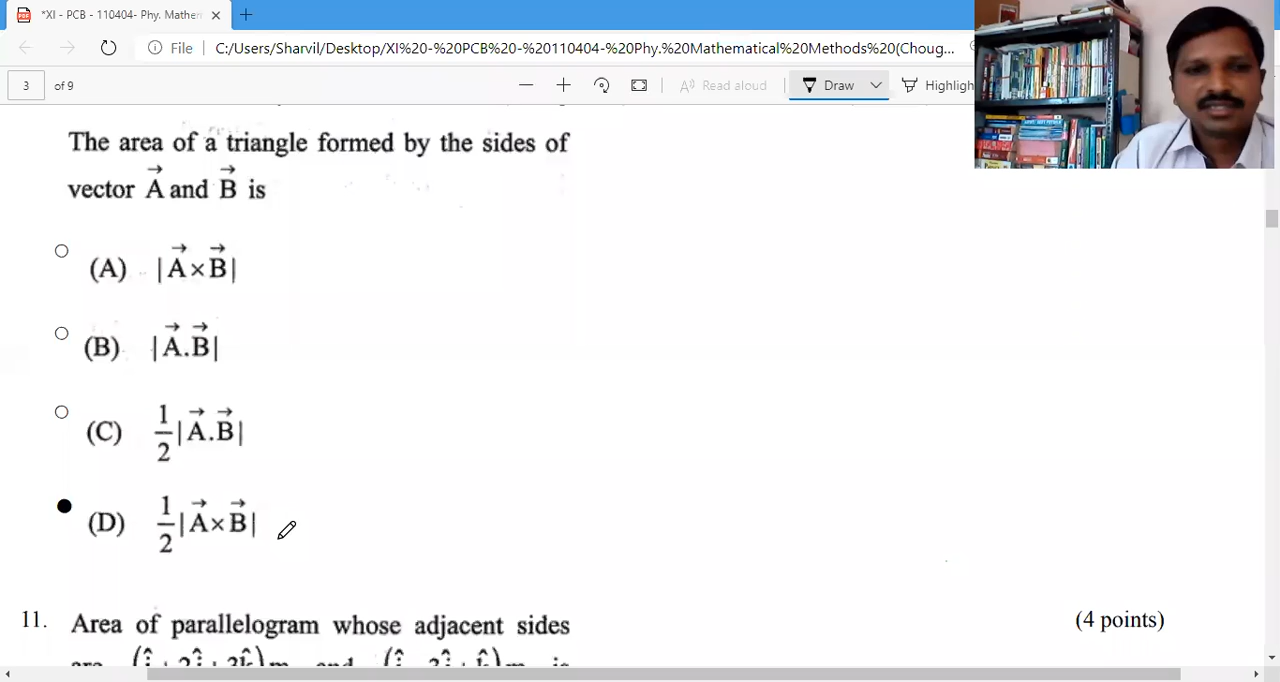 *XI - PCB - 110404- Phy. Mathem
File
C:/Users/Sharvil/Desktop/XI%20-%20PCB%20-%20110404-%20Phy.%20Mathematical%20Methods%20(Choug...
3
of 9
Read aloud
Draw
Highligh
The area of a triangle formed by the sides of
vector A⃗ and B⃗ is
(A) |A⃗ × B⃗|
(B) |A⃗.B⃗|
(C) 1/2 |A⃗.B⃗|
(D) 1/2 |A⃗ × B⃗|
11. Area of parallelogram whose adjacent sides
(4 points)